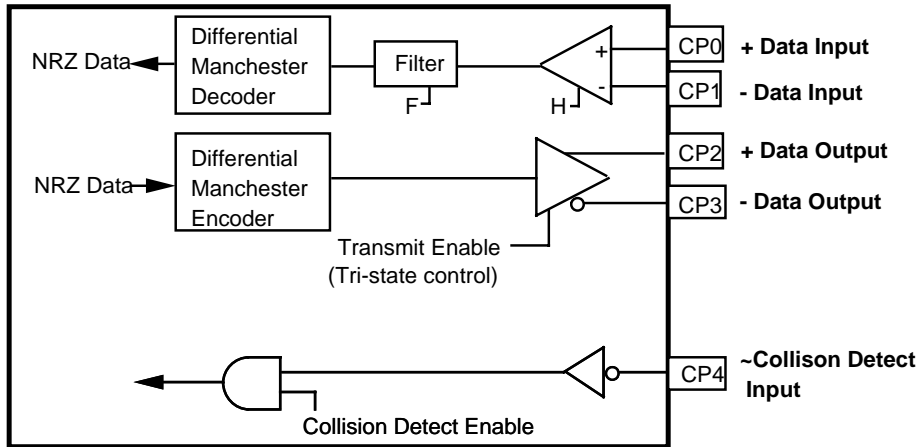 NRZ Data
Differential
Manchester
Decoder
Filter
F
+
-
H
CP0
+ Data Input
CP1
- Data Input
NRZ Data
Differential
Manchester
Encoder
CP2
+ Data Output
CP3
- Data Output
Transmit Enable
(Tri-state control)
CP4
~Collison Detect
Input
Collision Detect Enable